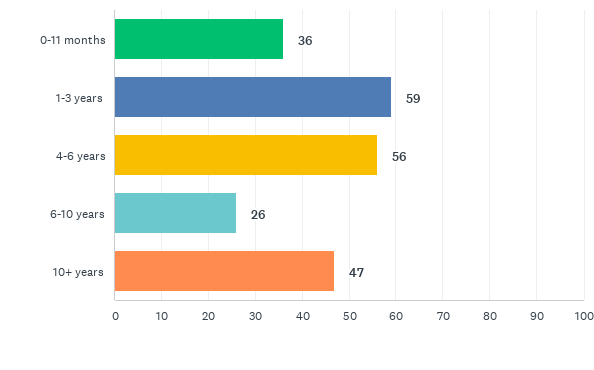 0-11 months 36
1-3 years 59
4-6 years 56
6-10 years 26
10+ years 47
0 10 20 30 40 50 60 70 80 90 100